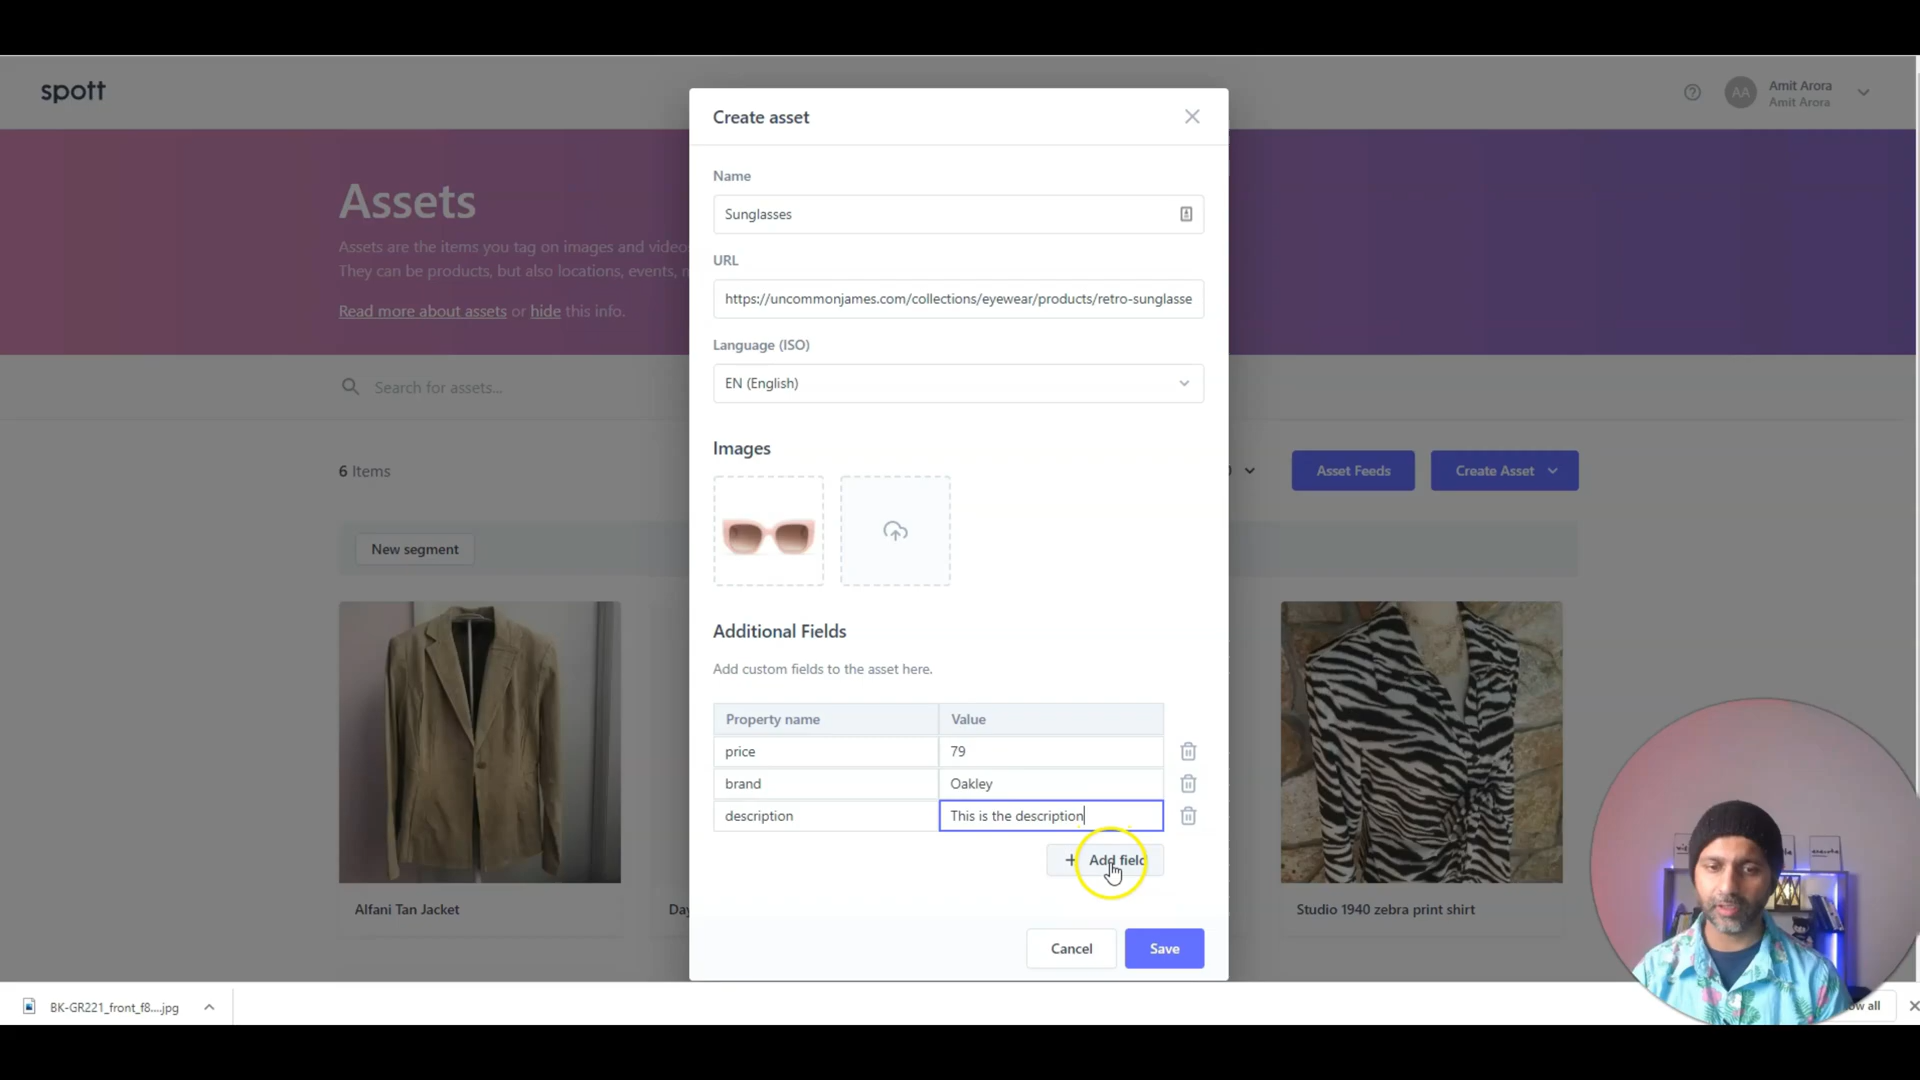 spott
AA
Amit Arora
Amit Arora
Assets
Assets are the items you tag on images and video
They can be products, but also locations, events,
Read more about assets or hide this info.
Search for assets...
6 Items
Asset Feeds
Create Asset
New segment
Alfani Tan Jacket
Studio 1940 zebra print shirt
Create asset
Name
Sunglasses
URL
https://uncommonjames.com/collections/eyewear/products/retro-sunglasse
Language (ISO)
EN (English)
Images
Additional Fields
Add custom fields to the asset here.
Property name
Value
price
79
brand
Oakley
description
This is the description
+ Add field
Cancel
Save
BK-GR221_front_f8....jpg
all